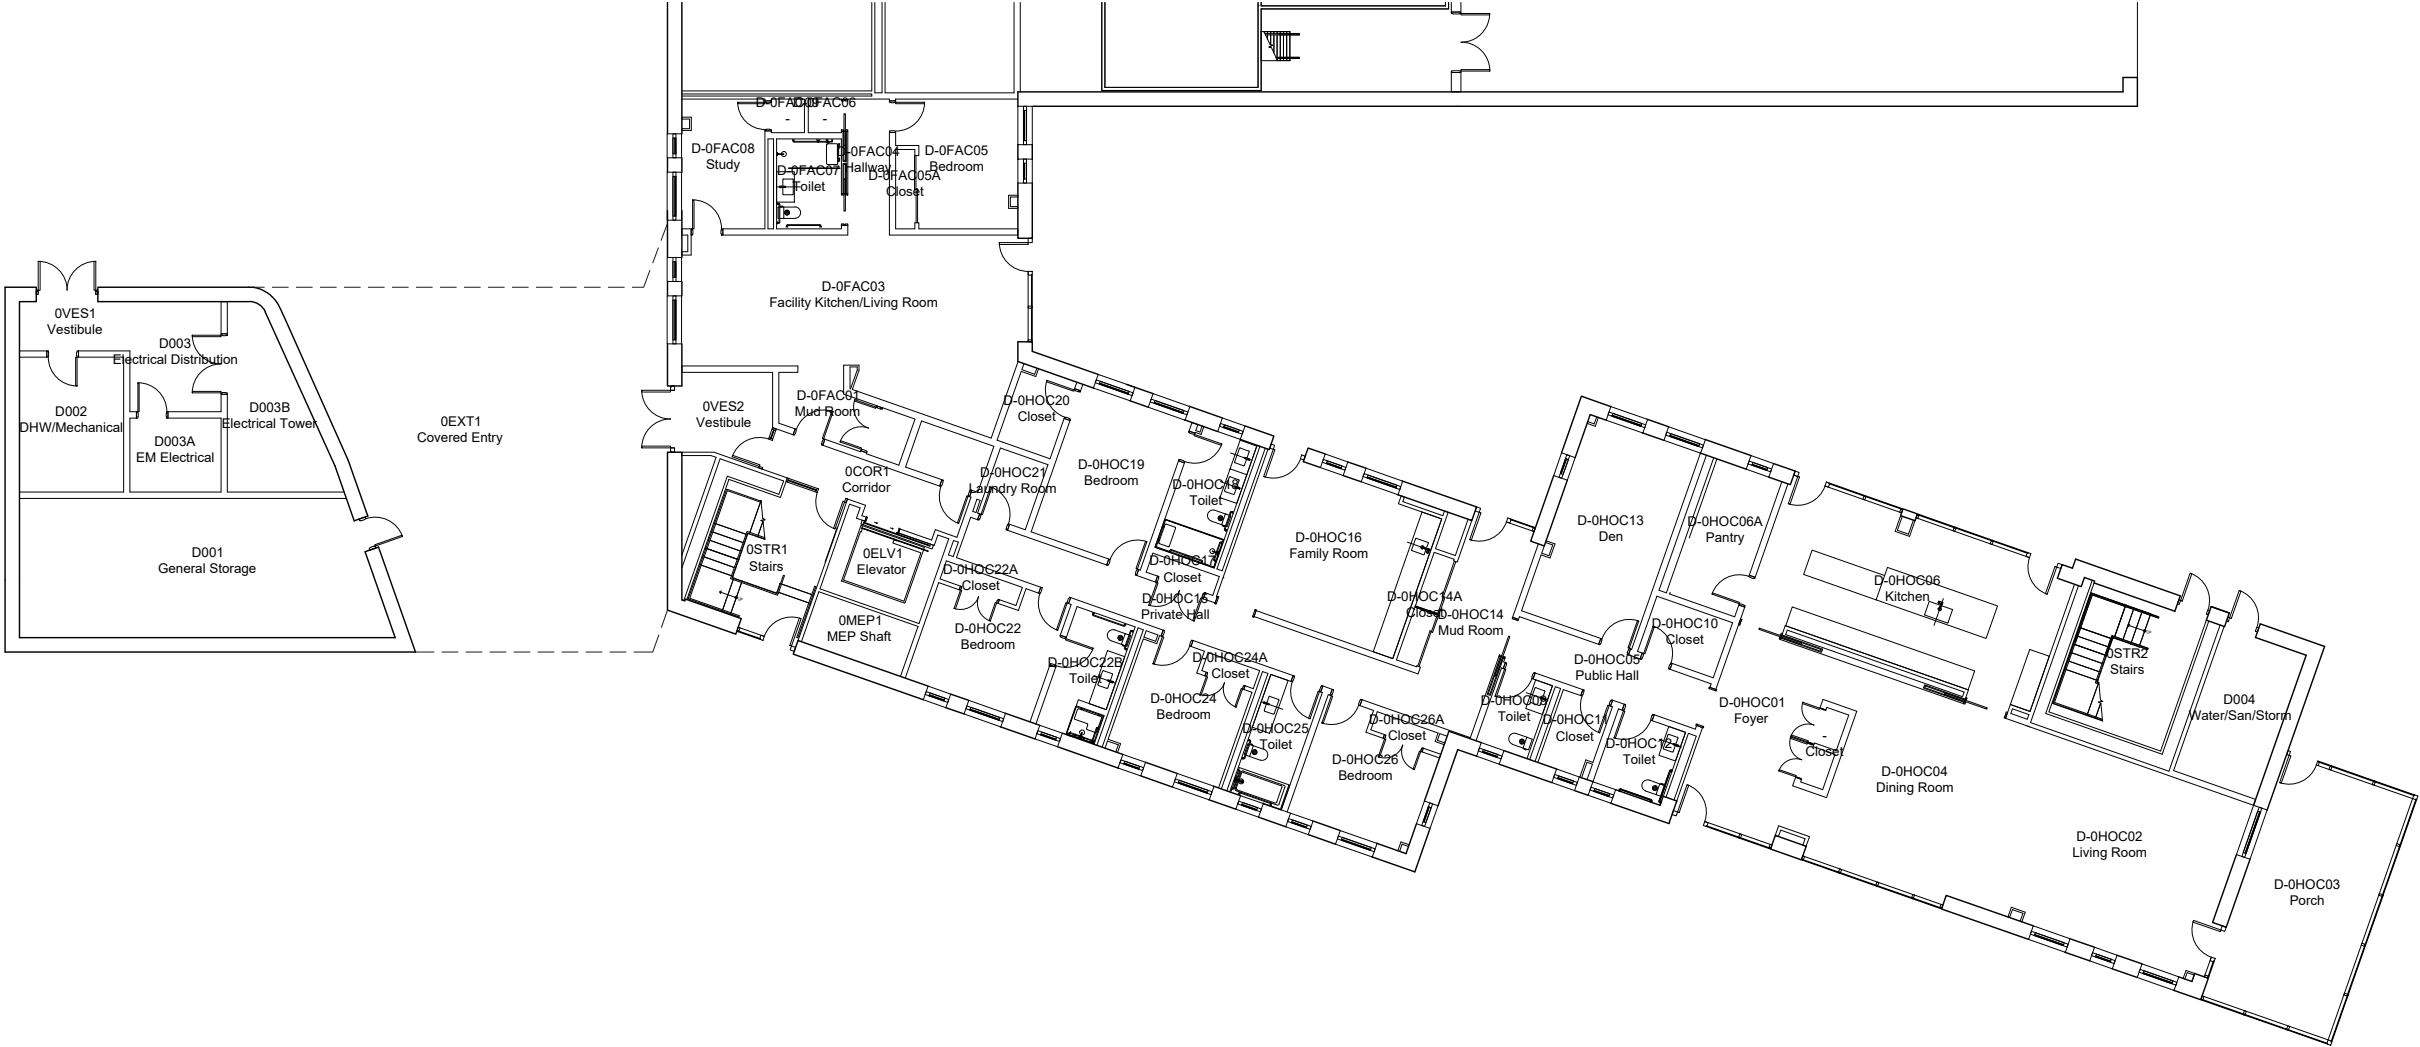 D-0FAC09
D-0FAC06
D-0FAC08
Study
D-0FAC04
Hallway
D-0FAC05
Bedroom
D-0FAC07
Toilet
D-0FAC05A
Closet
D-0FAC03
Facility Kitchen/Living Room
0VES1
Vestibule
D003
Electrical Distribution
D002
DHW/Mechanical
D003A
EM Electrical
D003B
Electrical Tower
0EXT1
Covered Entry
D001
General Storage
0VES2
Vestibule
D-0FAC01
Mud Room
0COR1
Corridor
0STR1
Stairs
0ELV1
Elevator
0MEP1
MEP Shaft
D-0HOC20
Closet
D-0HOC21
Laundry Room
D-0HOC19
Bedroom
D-0HOC18
Toilet
D-0HOC22A
Closet
D-0HOC22
Bedroom
D-0HOC17
Closet
D-0HOC15
Private Hall
D-0HOC22B
Toilet
D-0HOC24A
Closet
D-0HOC24
Bedroom
D-0HOC25
Toilet
D-0HOC16
Family Room
D-0HOC14A
Closet
D-0HOC14
Mud Room
D-0HOC26A
Closet
D-0HOC26
Bedroom
D-0HOC13
Den
D-0HOC06A
Pantry
D-0HOC06
Kitchen
D-0HOC10
Closet
D-0HOC05
Public Hall
D-0HOC09
Toilet
D-0HOC11
Closet
D-0HOC12
Toilet
D-0HOC01
Foyer
Closet
D-0HOC04
Dining Room
0STR2
Stairs
D004
Water/San/Storm
D-0HOC02
Living Room
D-0HOC03
Porch